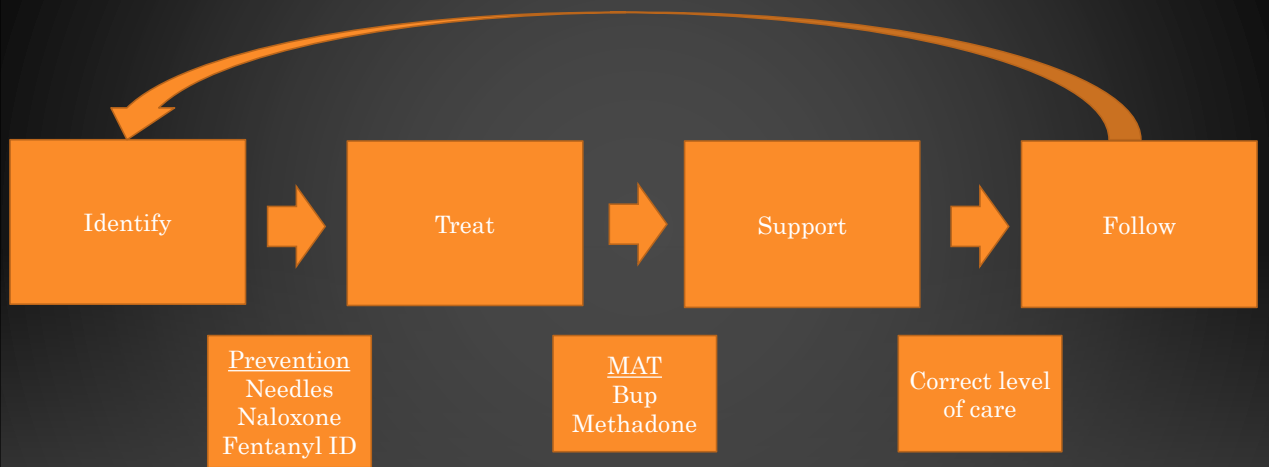 Identify
Treat
Support
Follow
Prevention
Needles
Naloxone
Fentanyl ID
MAT
Bup
Methadone
Correct level
of care